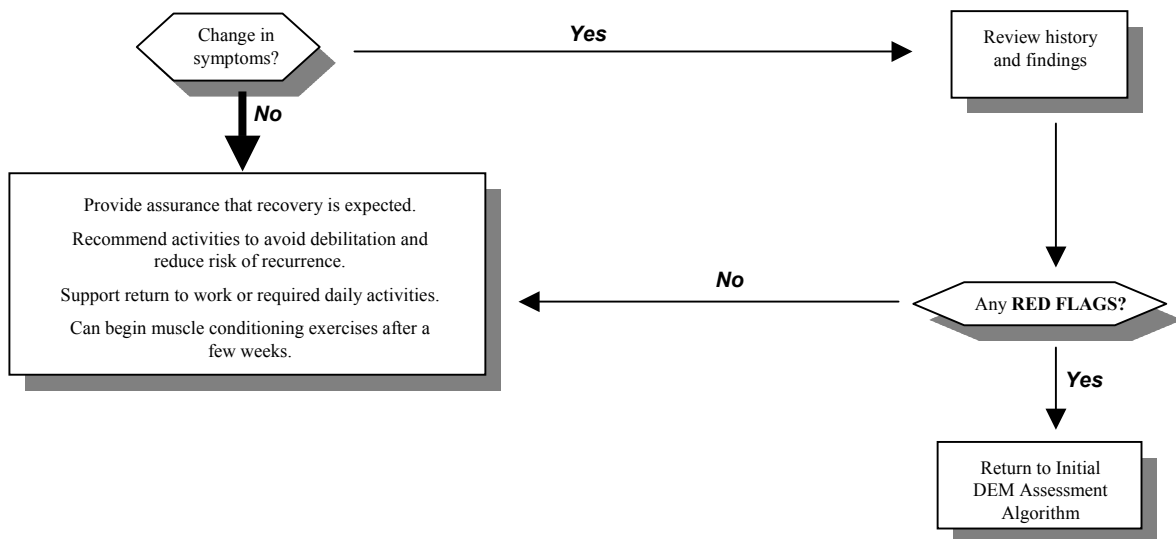 Change in
symptoms?
Yes
Review history
and findings
No
Provide assurance that recovery is expected.
Recommend activities to avoid debilitation and
reduce risk of recurrence.
Support return to work or required daily activities.
Can begin muscle conditioning exercises after a
few weeks.
No
Any RED FLAGS?
Yes
Return to Initial
DEM Assessment
Algorithm